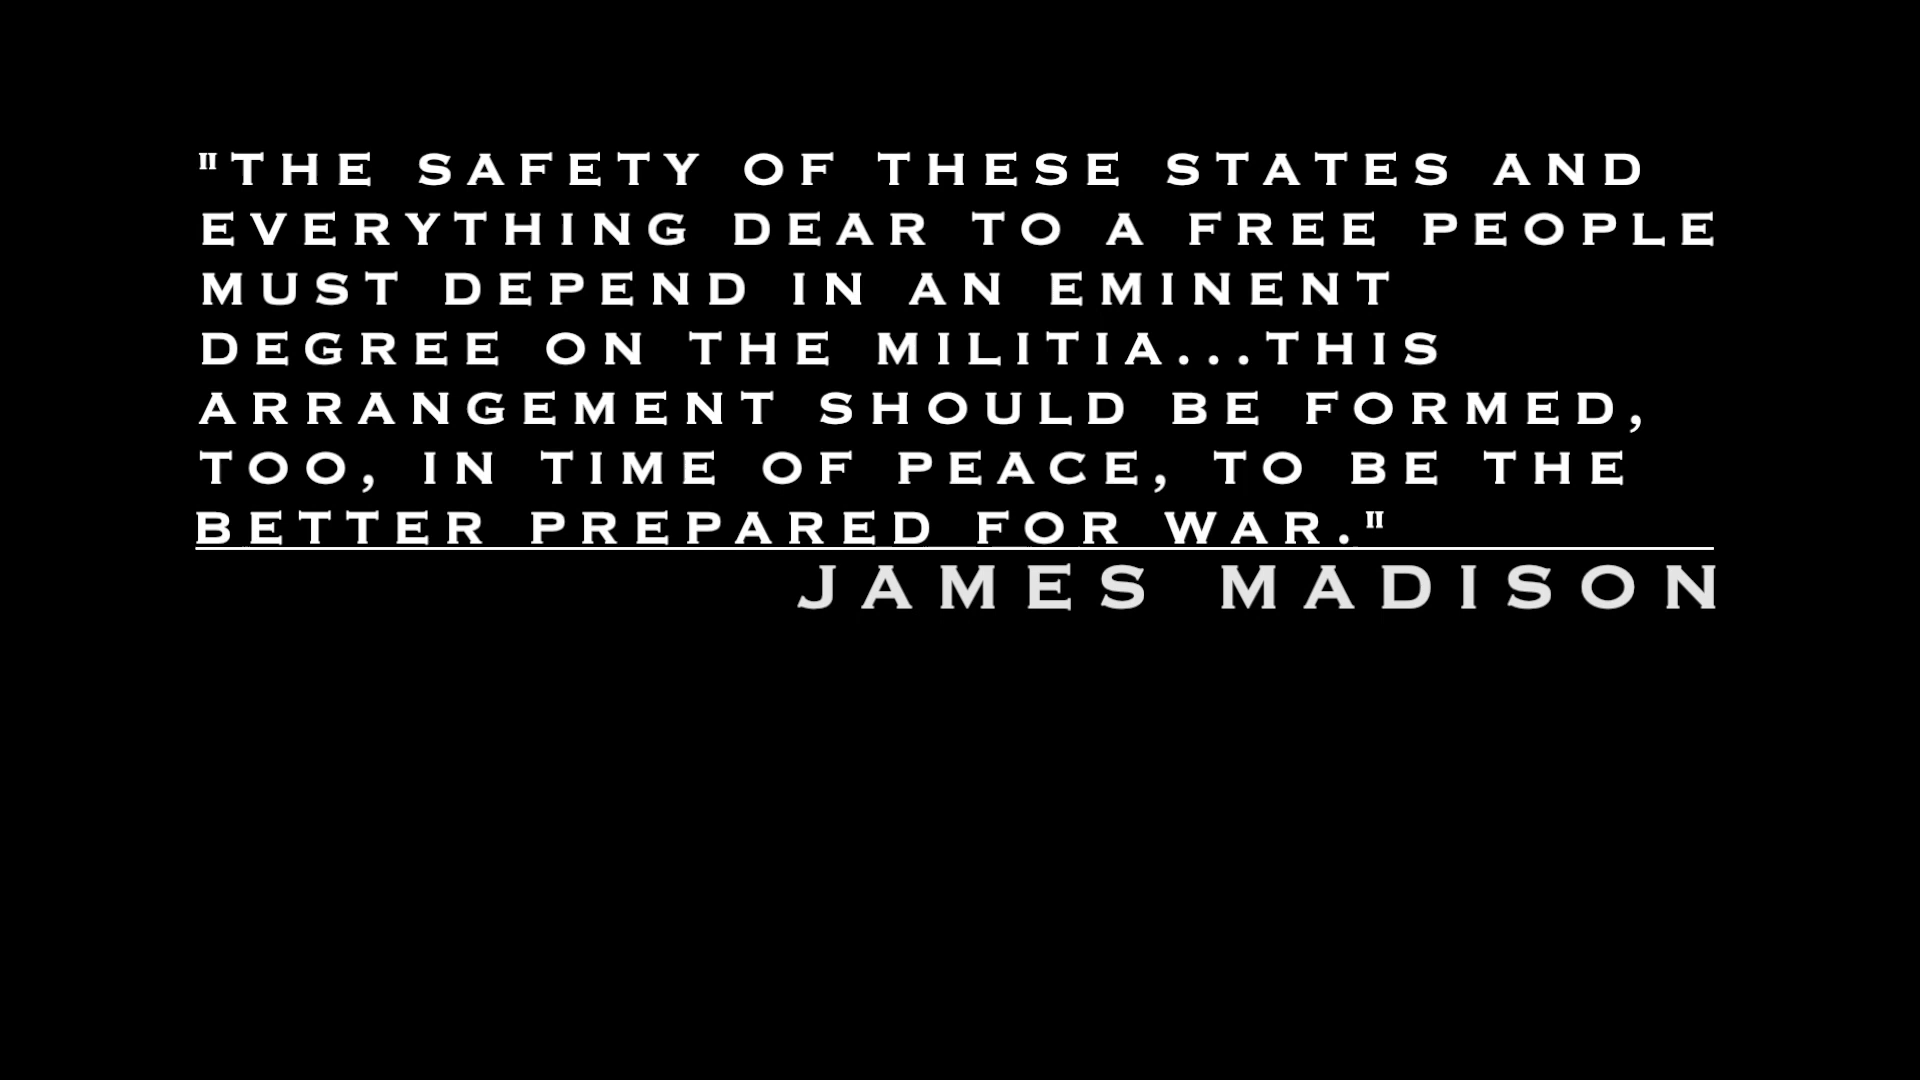 "THE SAFETY OF THESE STATES AND
EVERYTHING DEAR TO A FREE PEOPLE
MUST DEPEND IN AN EMINENT
DEGREE ON THE MILITIA...THIS
ARRANGEMENT SHOULD BE FORMED,
TOO, IN TIME OF PEACE, TO BE THE
BETTER PREPARED FOR WAR."
JAMES MADISON